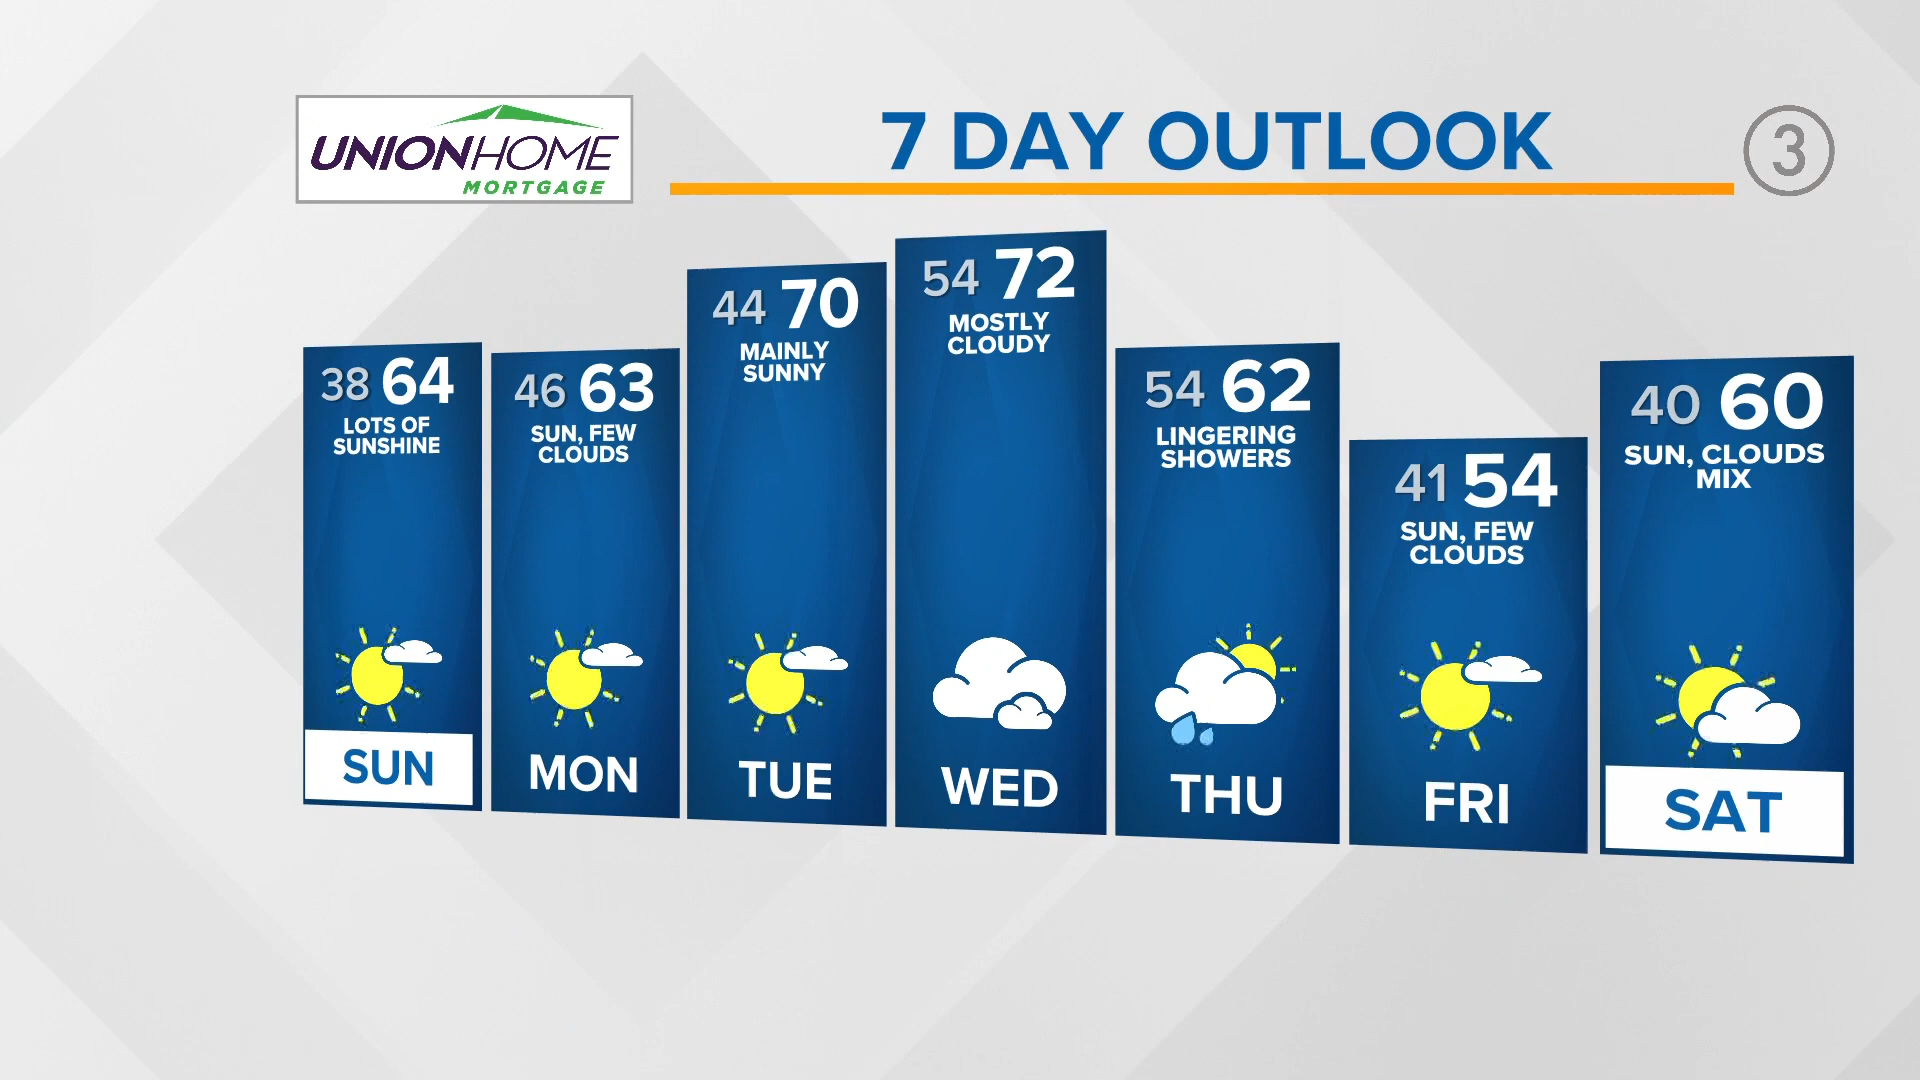 UNIONHOME
MORTGAGE
7 DAY OUTLOOK
3
38 64
LOTS OF
SUNSHINE
SUN
46 63
SUN, FEW
CLOUDS
MON
44 70
MAINLY
SUNNY
TUE
54 72
MOSTLY
CLOUDY
WED
54 62
LINGERING
SHOWERS
THU
41 54
SUN, FEW
CLOUDS
FRI
40 60
SUN, CLOUDS
MIX
SAT